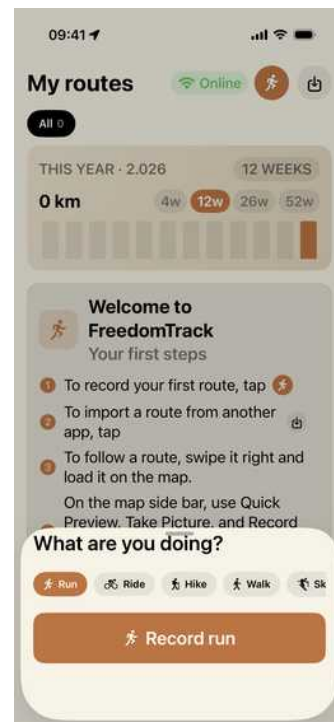 09:41
My routes
Online
All 0
THIS YEAR · 2.026
12 WEEKS
0 km
4w 12w 26w 52w
Welcome to
FreedomTrack
Your first steps
1 To record your first route, tap
2 To import a route from another
app, tap
3 To follow a route, swipe it right and
load it on the map.
On the map side bar, use Quick
Preview, Take Picture, and Record
What are you doing?
Run Ride Hike Walk Sk
Record run